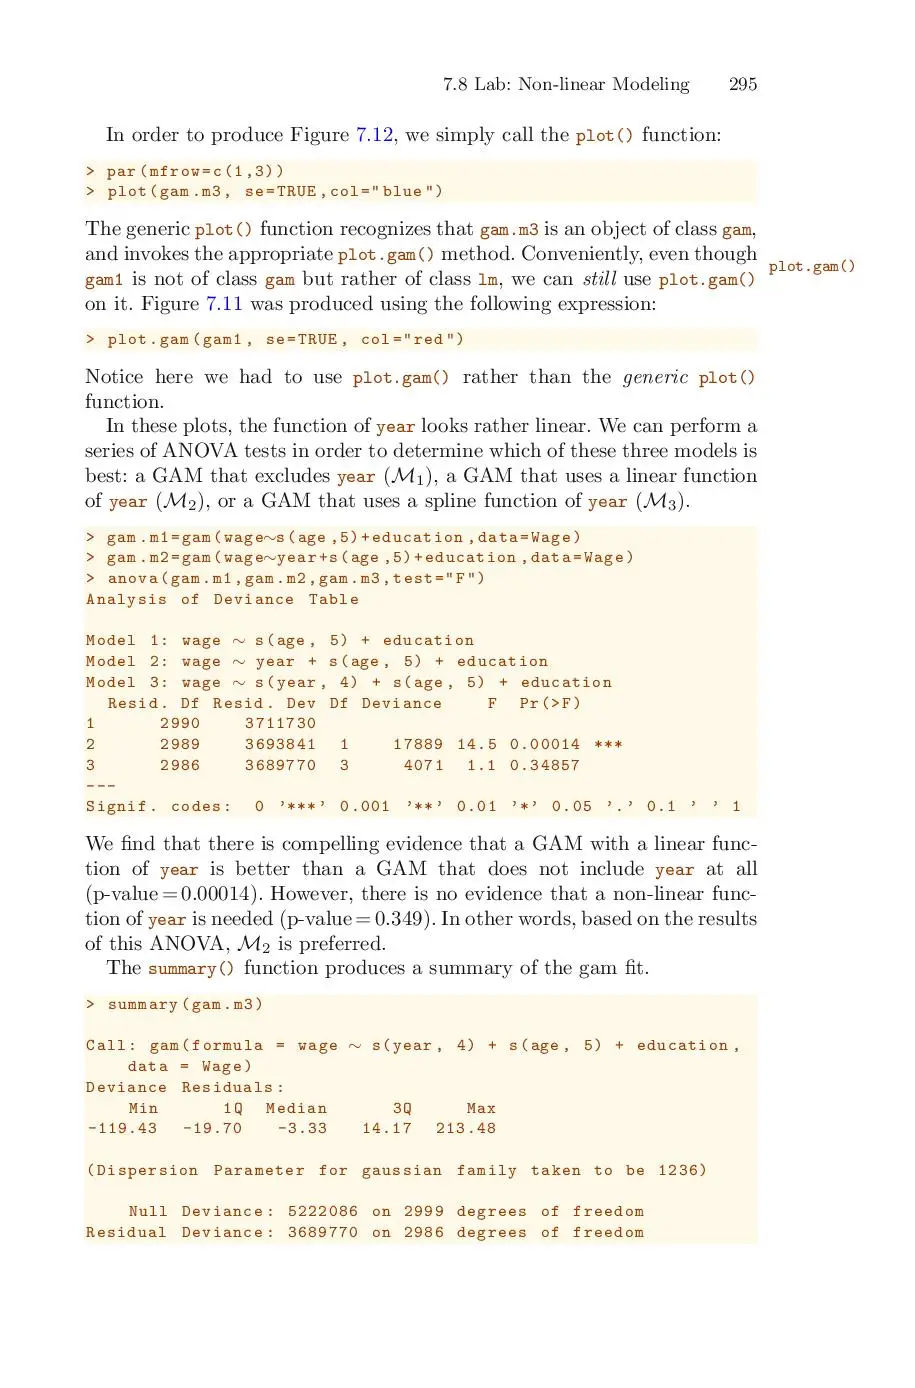 7.8 Lab: Non-linear Modeling 295
In order to produce Figure 7.12, we simply call the plot() function:
> par(mfrow=c(1,3))
> plot(gam.m3, se=TRUE,col="blue")
The generic plot() function recognizes that gam.m3 is an object of class gam,
and invokes the appropriate plot.gam() method. Conveniently, even though
plot.gam()
gam1 is not of class gam but rather of class lm, we can still use plot.gam()
on it. Figure 7.11 was produced using the following expression:
> plot.gam(gam1, se=TRUE, col="red")
Notice here we had to use plot.gam() rather than the generic plot()
function.
In these plots, the function of year looks rather linear. We can perform a
series of ANOVA tests in order to determine which of these three models is
best: a GAM that excludes year (M1), a GAM that uses a linear function
of year (M2), or a GAM that uses a spline function of year (M3).
> gam.m1=gam(wage∼s(age,5)+education,data=Wage)
> gam.m2=gam(wage∼year+s(age,5)+education,data=Wage)
> anova(gam.m1,gam.m2,gam.m3,test="F")
Analysis of Deviance Table
Model 1: wage ∼ s(age, 5) + education
Model 2: wage ∼ year + s(age, 5) + education
Model 3: wage ∼ s(year, 4) + s(age, 5) + education
Resid. Df Resid. Dev Df Deviance F Pr(>F)
1 2990 3711730
2 2989 3693841 1 17889 14.5 0.00014 ***
3 2986 3689770 3 4071 1.1 0.34857
---
Signif. codes: 0 ’***’ 0.001 ’**’ 0.01 ’*’ 0.05 ’.’ 0.1 ’ ’ 1
We find that there is compelling evidence that a GAM with a linear func-
tion of year is better than a GAM that does not include year at all
(p-value = 0.00014). However, there is no evidence that a non-linear func-
tion of year is needed (p-value = 0.349). In other words, based on the results
of this ANOVA, M2 is preferred.
The summary() function produces a summary of the gam fit.
> summary(gam.m3)
Call: gam(formula = wage ∼ s(year, 4) + s(age, 5) + education,
data = Wage)
Deviance Residuals:
Min 1Q Median 3Q Max
-119.43 -19.70 -3.33 14.17 213.48
(Dispersion Parameter for gaussian family taken to be 1236)
Null Deviance: 5222086 on 2999 degrees of freedom
Residual Deviance: 3689770 on 2986 degrees of freedom